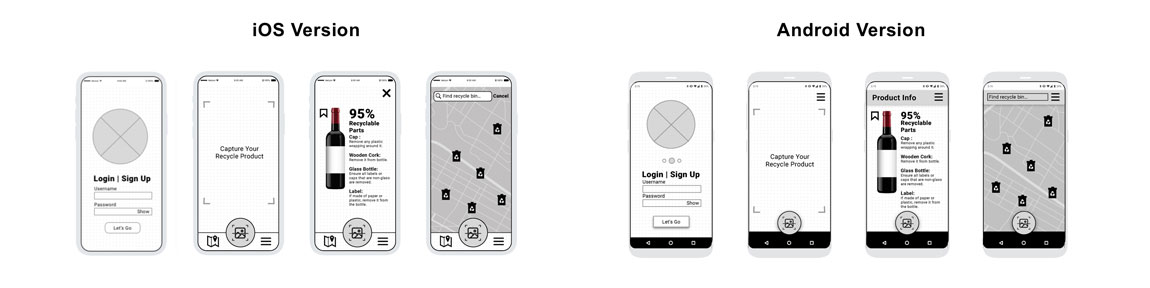 iOS Version
Android Version
Login | Sign Up
Username
Password
Show
Let's Go
Capture Your
Recycle Product
95%
Recyclable
Parts
Cap :
Remove any plastic
wrapping around it.
Wooden Cork:
Remove it from bottle.
Glass Bottle:
Ensure all labels or
caps that are non-glass
are removed.
Label:
If made of paper or
plastic, remove it from
the bottle.
Find recycle bin... Cancel
Login | Sign Up
Username
Password
Show
Let's Go
Capture Your
Recycle Product
Product Info
95%
Recyclable
Parts
Cap :
Remove any plastic
wrapping around it.
Wooden Cork:
Remove it from bottle.
Glass Bottle:
Ensure all labels or
caps that are non-glass
are removed.
Label:
If made of paper or
plastic, remove it from
the bottle.
Find recycle bin...